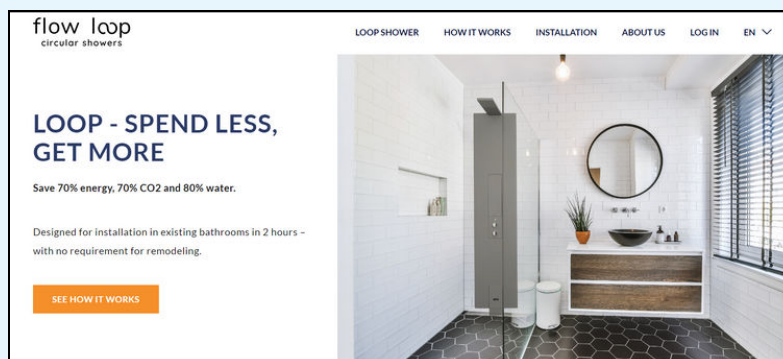 flow loop
circular showers
LOOP SHOWER HOW IT WORKS INSTALLATION ABOUT US LOG IN EN
LOOP - SPEND LESS,
GET MORE
Save 70% energy, 70% CO2 and 80% water.
Designed for installation in existing bathrooms in 2 hours –
with no requirement for remodeling.
SEE HOW IT WORKS